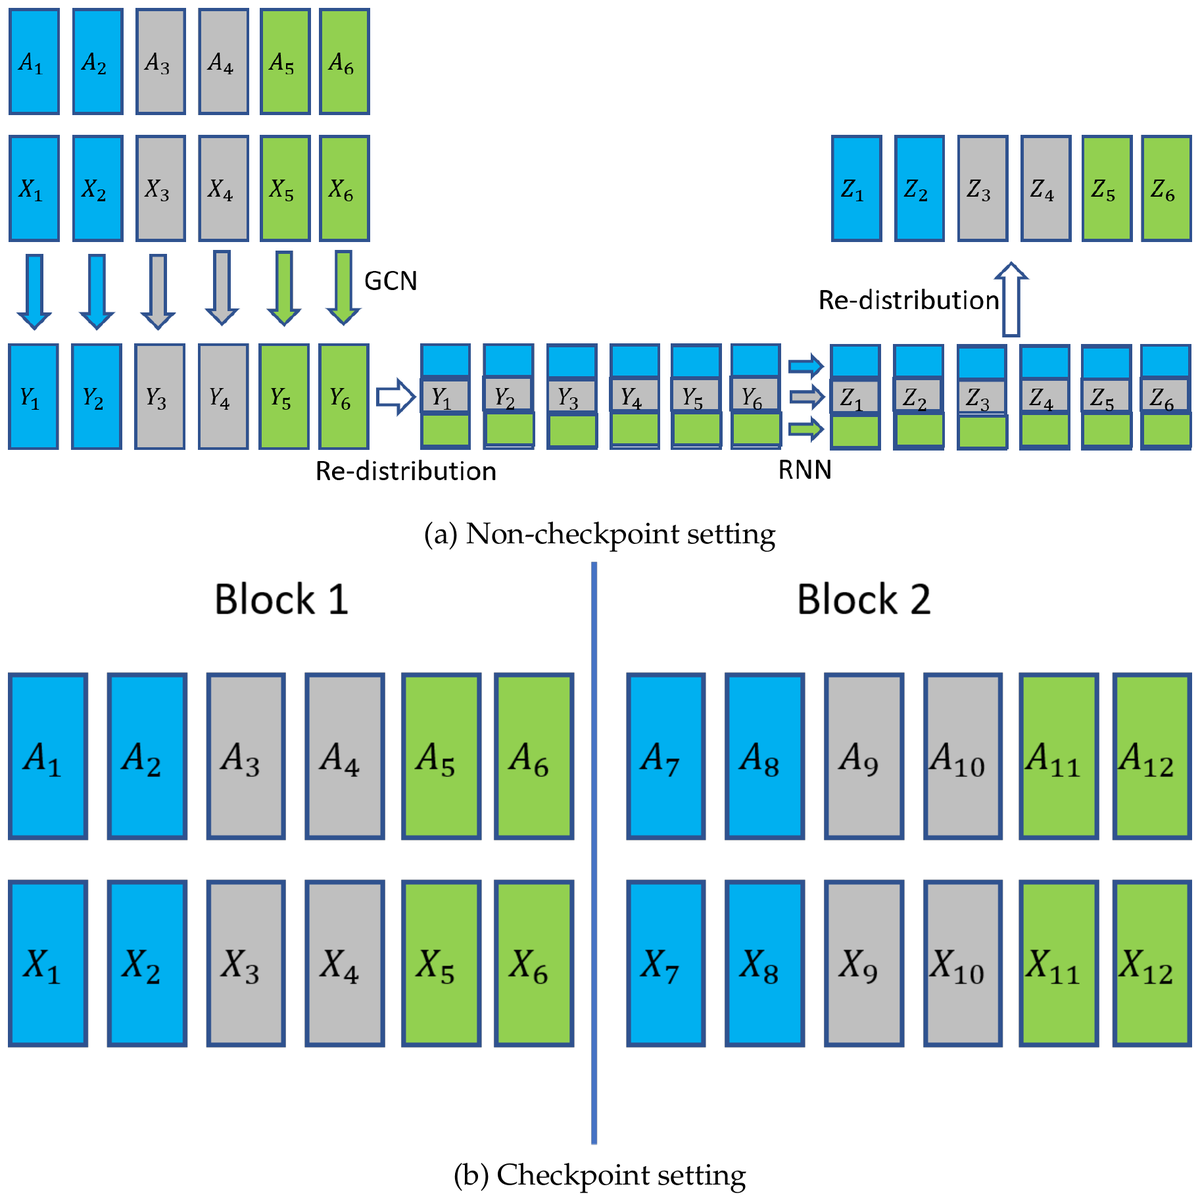 A₁ A₂ A₃ A₄ A₅ A₆
X₁ X₂ X₃ X₄ X₅ X₆
Z₁ Z₂ Z₃ Z₄ Z₅ Z₆
GCN
Re-distribution
Y₁ Y₂ Y₃ Y₄ Y₅ Y₆
Y₁ Y₂ Y₃ Y₄ Y₅ Y₆
Z₁ Z₂ Z₃ Z₄ Z₅ Z₆
Re-distribution
RNN
(a) Non-checkpoint setting
Block 1
Block 2
A₁ A₂ A₃ A₄ A₅ A₆
A₇ A₈ A₉ A₁₀ A₁₁ A₁₂
X₁ X₂ X₃ X₄ X₅ X₆
X₇ X₈ X₉ X₁₀ X₁₁ X₁₂
(b) Checkpoint setting